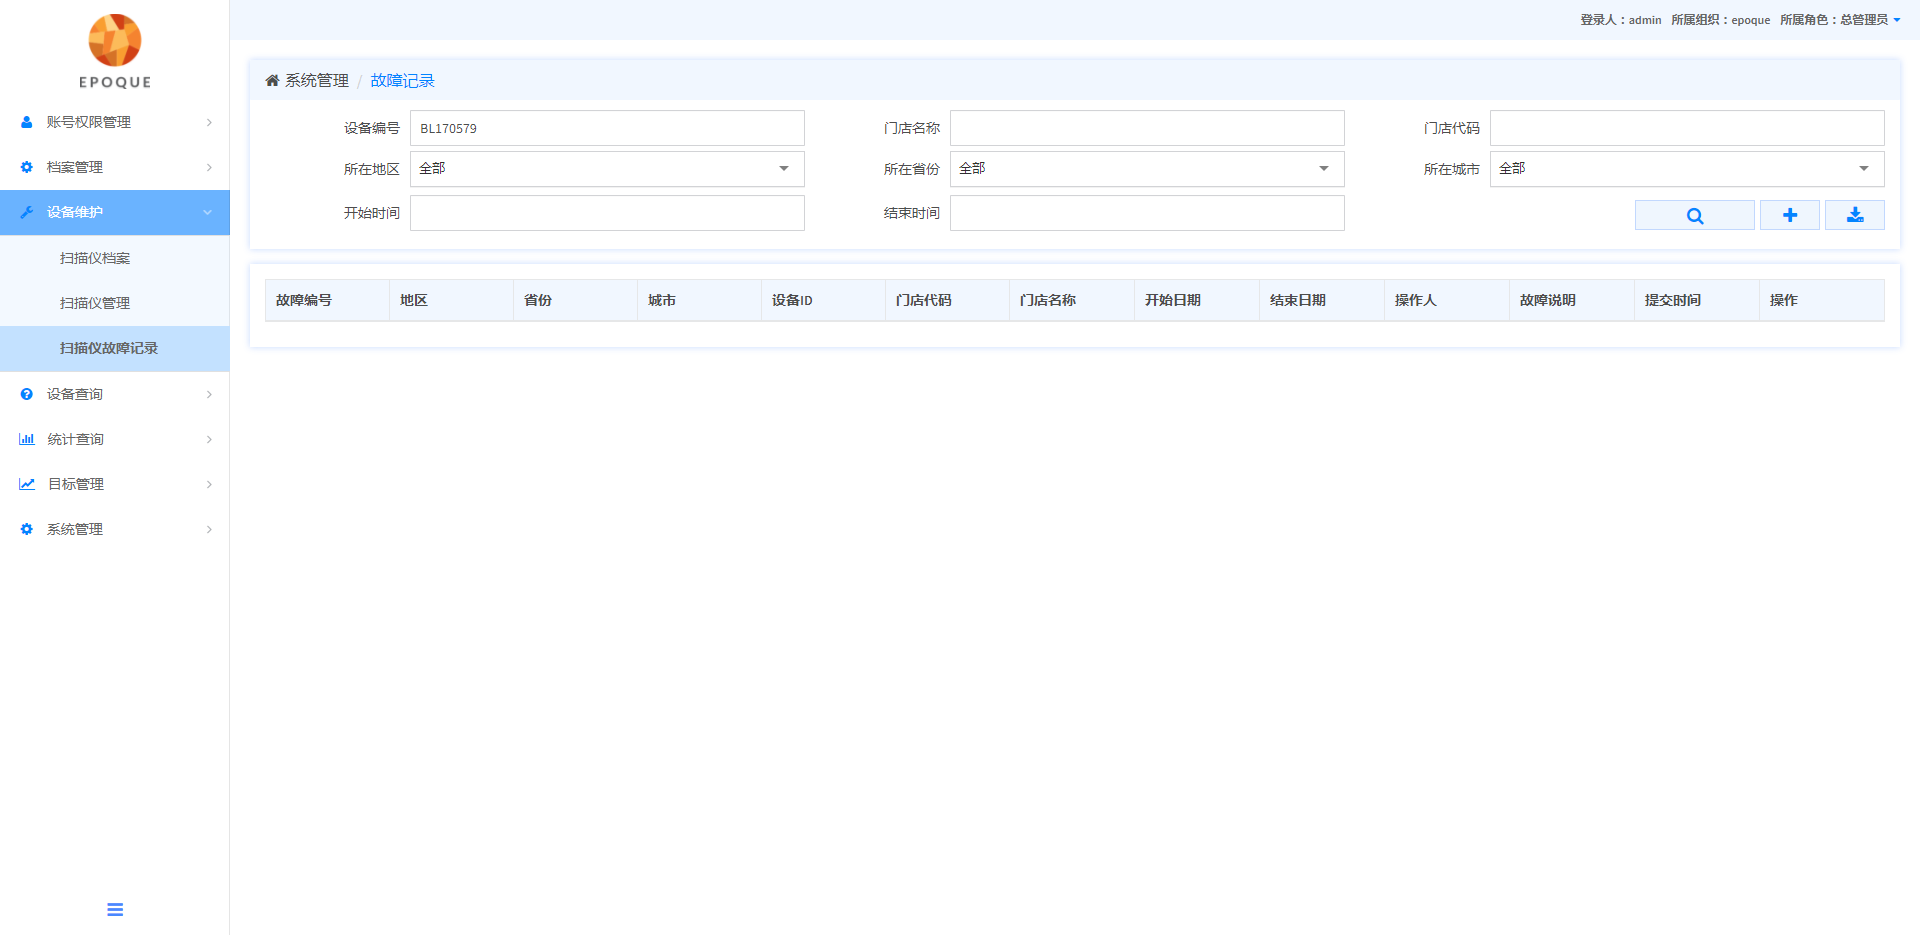 登录人：admin 所属组织：epoque 所属角色：总管理员
EPOQUE
账号权限管理
档案管理
设备维护
扫描仪档案
扫描仪管理
扫描仪故障记录
设备查询
统计查询
目标管理
系统管理
系统管理 / 故障记录
设备编号 BL170579 门店名称 门店代码
所在地区 全部 所在省份 全部 所在城市 全部
开始时间 结束时间
故障编号 地区 省份 城市 设备ID 门店代码 门店名称 开始日期 结束日期 操作人 故障说明 提交时间 操作